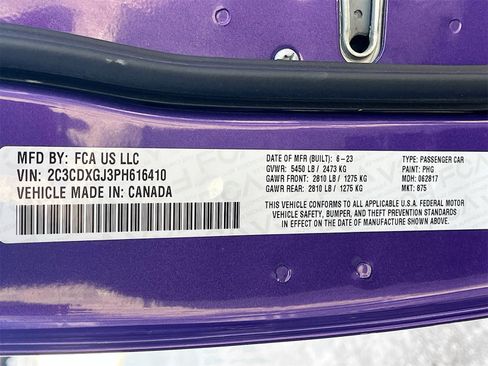 MFD BY: FCA US LLC
VIN: 2C3CDXGJ3PH616410
VEHICLE MADE IN: CANADA
DATE OF MFR (BUILT): 6-23
GVWR: 5450 LB / 2473 KG
GAWR FRONT: 2810 LB / 1275 KG
GAWR REAR: 2810 LB / 1275 KG
TYPE: PASSENGER CAR
PAINT: PHG
MDH: 062817
MKT: 875
THIS VEHICLE CONFORMS TO ALL APPLICABLE U.S.A. FEDERAL MOTOR
VEHICLE SAFETY, BUMPER, AND THEFT PREVENTION STANDARDS
IN EFFECT ON THE DATE OF MANUFACTURE SHOWN ABOVE.